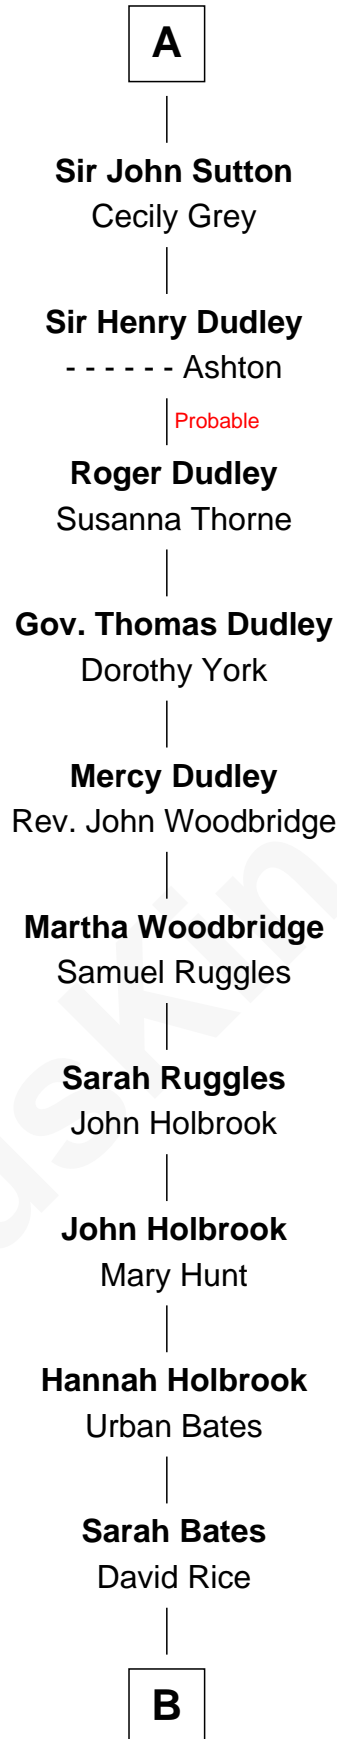 A
Sir John Sutton
Cecily Grey
Sir Henry Dudley
- - - - - - Ashton
Probable
Roger Dudley
Susanna Thorne
Gov. Thomas Dudley
Dorothy York
Mercy Dudley
Rev. John Woodbridge
Martha Woodbridge
Samuel Ruggles
Sarah Ruggles
John Holbrook
John Holbrook
Mary Hunt
Hannah Holbrook
Urban Bates
Sarah Bates
David Rice
B